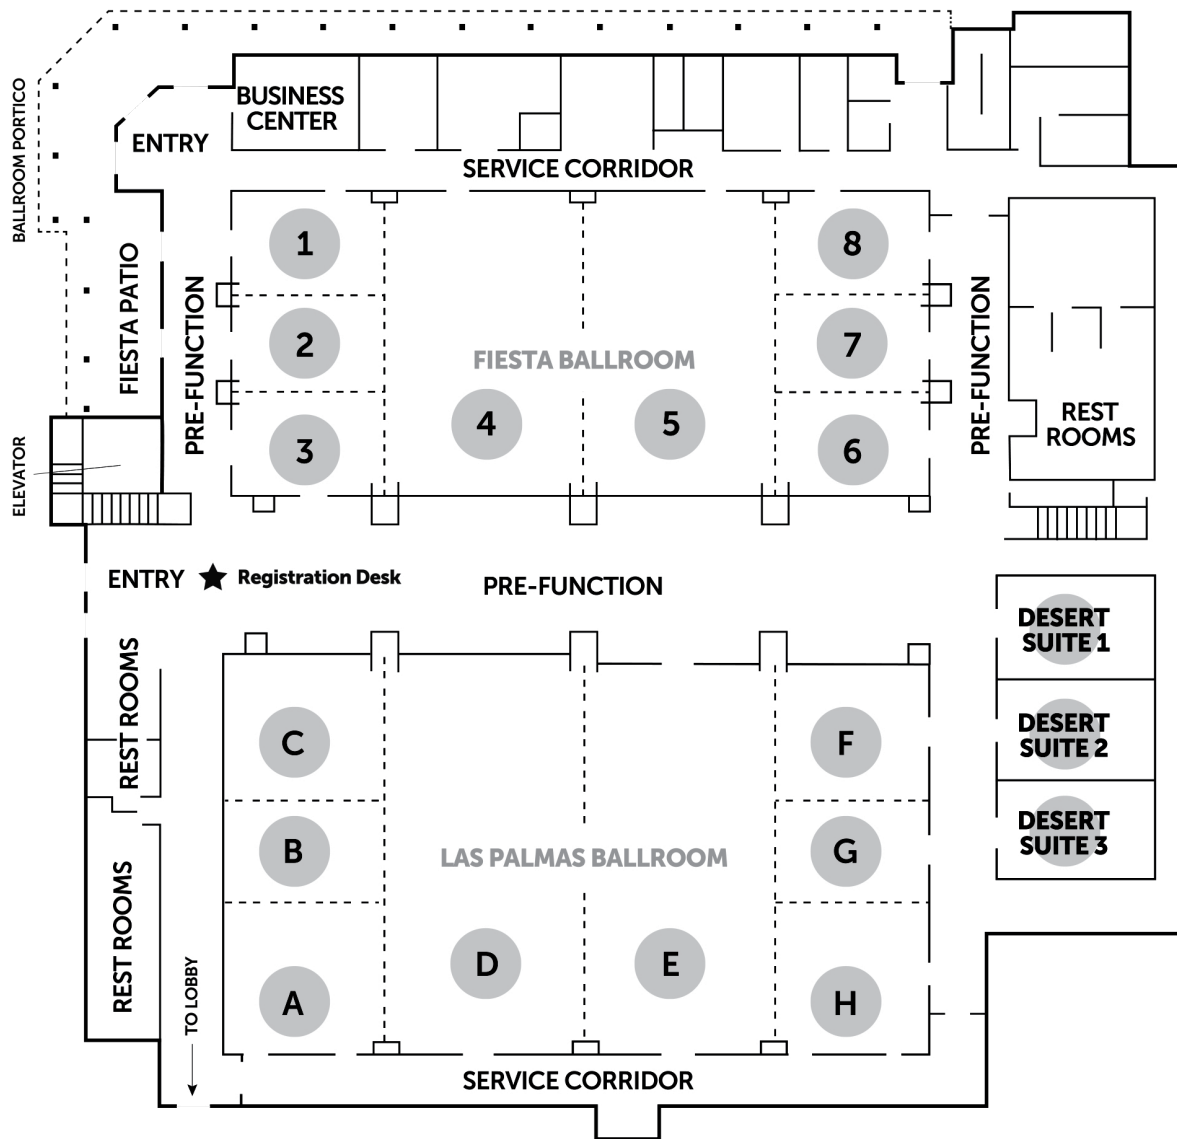 BUSINESS
CENTER
ENTRY
BALLROOM PORTICO
SERVICE CORRIDOR
1
8
FIESTA PATIO
PRE-FUNCTION
PRE-FUNCTION
2
7
FIESTA BALLROOM
3
4
5
6
REST
ROOMS
ELEVATOR
ENTRY ★ Registration Desk
PRE-FUNCTION
DESERT
SUITE 1
REST ROOMS
C
F
DESERT
SUITE 2
B
G
DESERT
SUITE 3
LAS PALMAS BALLROOM
REST ROOMS
D
E
A
H
TO LOBBY
SERVICE CORRIDOR